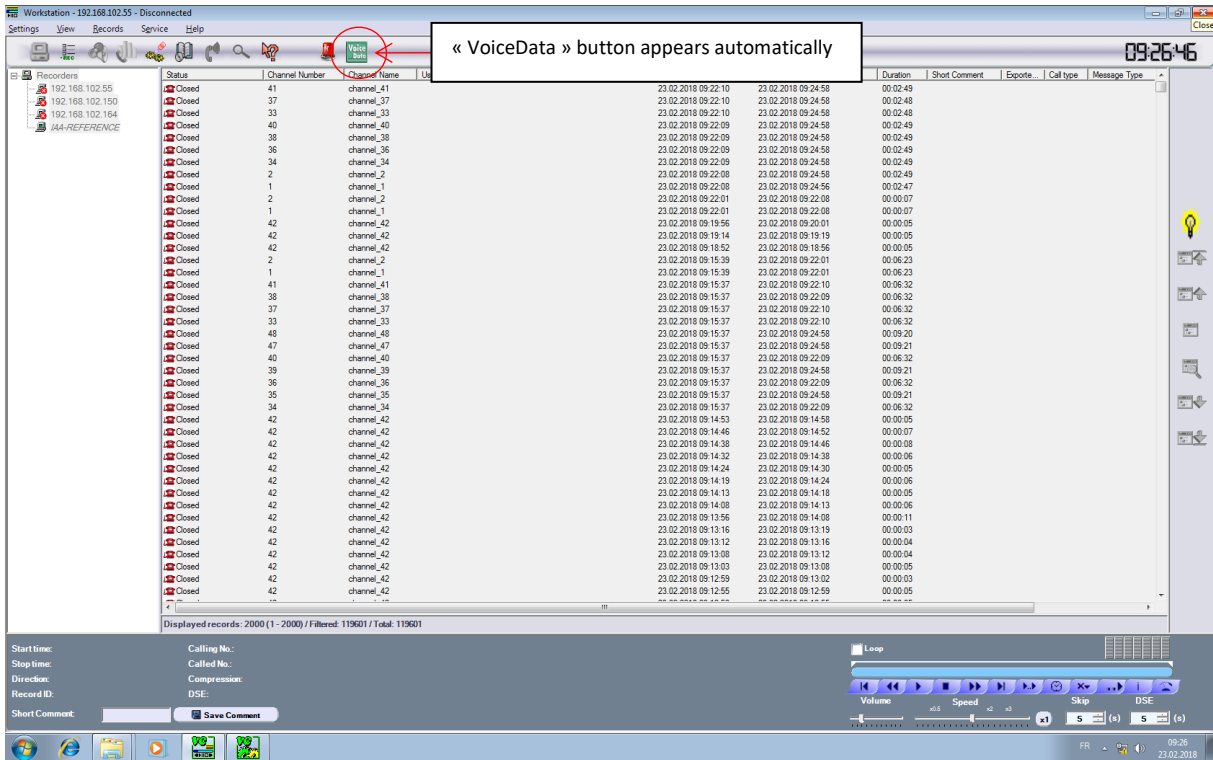 Workstation - 192.168.102.55 - Disconnected
Close
Settings View Records Service Help
« VoiceData » button appears automatically
REC
Voice
Data
09:26:46
Recorders
192.168.102.55
192.168.102.150
192.168.102.164
IAA-REFERENCE
Status Channel Number Channel Name Us Duration Short Comment Exporte... Call type Message Type
Closed 41 channel_41 23.02.2018 09:22:10 23.02.2018 09:24:58 00:02:49
Closed 37 channel_37 23.02.2018 09:22:10 23.02.2018 09:24:58 00:02:48
Closed 33 channel_33 23.02.2018 09:22:10 23.02.2018 09:24:58 00:02:48
Closed 40 channel_40 23.02.2018 09:22:09 23.02.2018 09:24:58 00:02:49
Closed 38 channel_38 23.02.2018 09:22:09 23.02.2018 09:24:58 00:02:49
Closed 36 channel_36 23.02.2018 09:22:09 23.02.2018 09:24:58 00:02:49
Closed 34 channel_34 23.02.2018 09:22:09 23.02.2018 09:24:58 00:02:49
Closed 2 channel_2 23.02.2018 09:22:08 23.02.2018 09:24:58 00:02:49
Closed 1 channel_1 23.02.2018 09:22:08 23.02.2018 09:24:56 00:02:47
Closed 2 channel_2 23.02.2018 09:22:01 23.02.2018 09:22:08 00:00:07
Closed 1 channel_1 23.02.2018 09:22:01 23.02.2018 09:22:08 00:00:07
Closed 42 channel_42 23.02.2018 09:19:56 23.02.2018 09:20:01 00:00:05
Closed 42 channel_42 23.02.2018 09:19:14 23.02.2018 09:19:19 00:00:05
Closed 42 channel_42 23.02.2018 09:18:52 23.02.2018 09:18:56 00:00:05
Closed 2 channel_2 23.02.2018 09:15:39 23.02.2018 09:22:01 00:06:23
Closed 1 channel_1 23.02.2018 09:15:39 23.02.2018 09:22:01 00:06:23
Closed 41 channel_41 23.02.2018 09:15:37 23.02.2018 09:22:10 00:06:32
Closed 38 channel_38 23.02.2018 09:15:37 23.02.2018 09:22:09 00:06:32
Closed 37 channel_37 23.02.2018 09:15:37 23.02.2018 09:22:10 00:06:32
Closed 33 channel_33 23.02.2018 09:15:37 23.02.2018 09:22:10 00:06:32
Closed 48 channel_48 23.02.2018 09:15:37 23.02.2018 09:24:58 00:09:20
Closed 47 channel_47 23.02.2018 09:15:37 23.02.2018 09:24:58 00:09:21
Closed 40 channel_40 23.02.2018 09:15:37 23.02.2018 09:22:09 00:06:32
Closed 39 channel_39 23.02.2018 09:15:37 23.02.2018 09:24:58 00:09:21
Closed 36 channel_36 23.02.2018 09:15:37 23.02.2018 09:22:09 00:06:32
Closed 35 channel_35 23.02.2018 09:15:37 23.02.2018 09:24:58 00:09:21
Closed 34 channel_34 23.02.2018 09:15:37 23.02.2018 09:22:09 00:06:32
Closed 42 channel_42 23.02.2018 09:14:53 23.02.2018 09:14:58 00:00:05
Closed 42 channel_42 23.02.2018 09:14:46 23.02.2018 09:14:52 00:00:07
Closed 42 channel_42 23.02.2018 09:14:38 23.02.2018 09:14:46 00:00:08
Closed 42 channel_42 23.02.2018 09:14:32 23.02.2018 09:14:38 00:00:06
Closed 42 channel_42 23.02.2018 09:14:24 23.02.2018 09:14:30 00:00:05
Closed 42 channel_42 23.02.2018 09:14:19 23.02.2018 09:14:24 00:00:06
Closed 42 channel_42 23.02.2018 09:14:13 23.02.2018 09:14:18 00:00:05
Closed 42 channel_42 23.02.2018 09:14:08 23.02.2018 09:14:13 00:00:06
Closed 42 channel_42 23.02.2018 09:13:56 23.02.2018 09:14:08 00:00:11
Closed 42 channel_42 23.02.2018 09:13:16 23.02.2018 09:13:19 00:00:03
Closed 42 channel_42 23.02.2018 09:13:12 23.02.2018 09:13:16 00:00:04
Closed 42 channel_42 23.02.2018 09:13:08 23.02.2018 09:13:12 00:00:04
Closed 42 channel_42 23.02.2018 09:13:03 23.02.2018 09:13:08 00:00:05
Closed 42 channel_42 23.02.2018 09:12:59 23.02.2018 09:13:02 00:00:03
Closed 42 channel_42 23.02.2018 09:12:55 23.02.2018 09:12:59 00:00:05
Displayed records: 2000 (1 - 2000) / Filtered: 119601 / Total: 119601
Start time: Calling No.: Loop
Stop time: Called No.:
Direction: Compression:
Record ID: DSE:
Volume x0.5 Speed x2 x3 Skip DSE
Short Comment: Save Comment x1 5 (s) 5 (s)
FR 09:26
23.02.2018